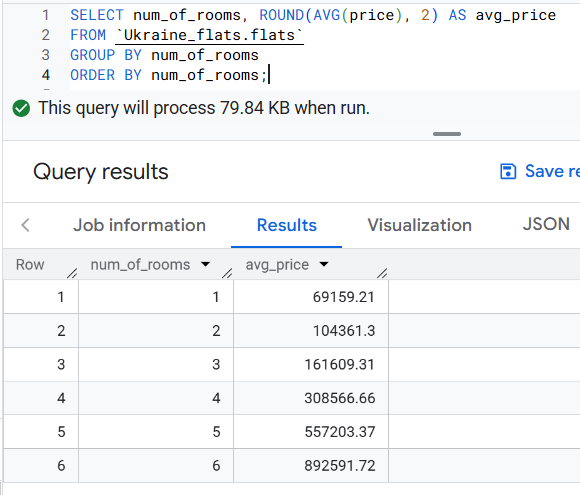 1 SELECT num_of_rooms, ROUND(AVG(price), 2) AS avg_price
2 FROM `Ukraine_flats.flats`
3 GROUP BY num_of_rooms
4 ORDER BY num_of_rooms;
This query will process 79.84 KB when run.
Query results
Save re
Job information Results Visualization JSON
Row num_of_rooms avg_price
1 1 69159.21
2 2 104361.3
3 3 161609.31
4 4 308566.66
5 5 557203.37
6 6 892591.72